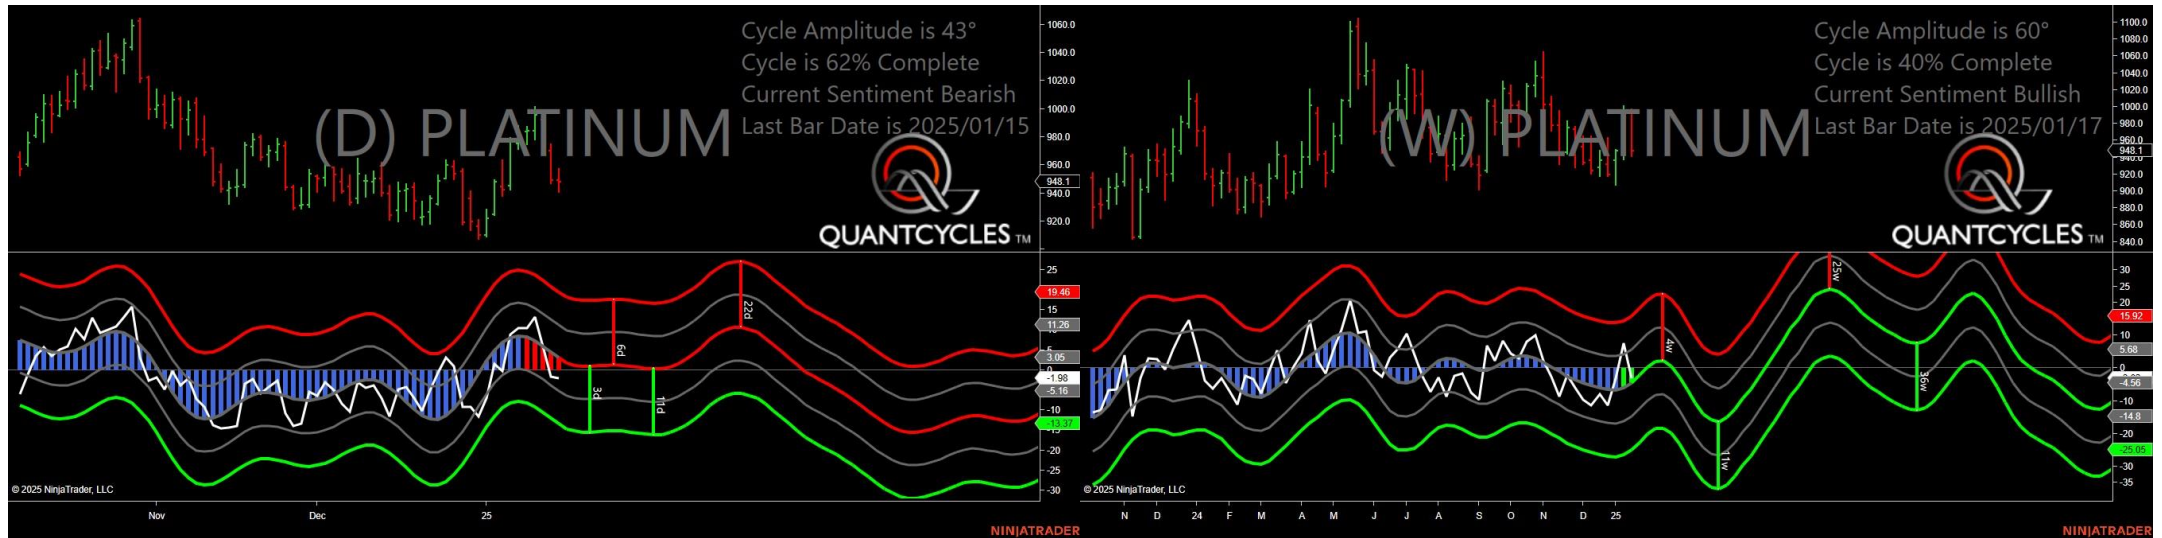 Cycle Amplitude is 43°
Cycle is 62% Complete
Current Sentiment Bearish
Last Bar Date is 2025/01/15
(D) PLATINUM
QUANTCYCLES TM
1060.0
1040.0
1020.0
1000.0
980.0
960.0
948.1
940.0
920.0
25
19.46
15
11.26
5
3.05
0
-1.98
-5.16
-10
-13.37
-20
-25
-30
6d
3d
11d
22d
© 2025 NinjaTrader, LLC
Nov
Dec
25
NINJATRADER
Cycle Amplitude is 60°
Cycle is 40% Complete
Current Sentiment Bullish
Last Bar Date is 2025/01/17
(W) PLATINUM
QUANTCYCLES TM
1100.0
1080.0
1060.0
1040.0
1020.0
1000.0
980.0
960.0
948.1
940.0
920.0
900.0
880.0
860.0
840.0
30
25
20
15.92
10
5.68
0
-4.56
-10
-14.8
-20
-25.05
-30
-35
4w
11w
25w
36w
© 2025 NinjaTrader, LLC
N D 24 F M A M J J A S O N D 25
NINJATRADER